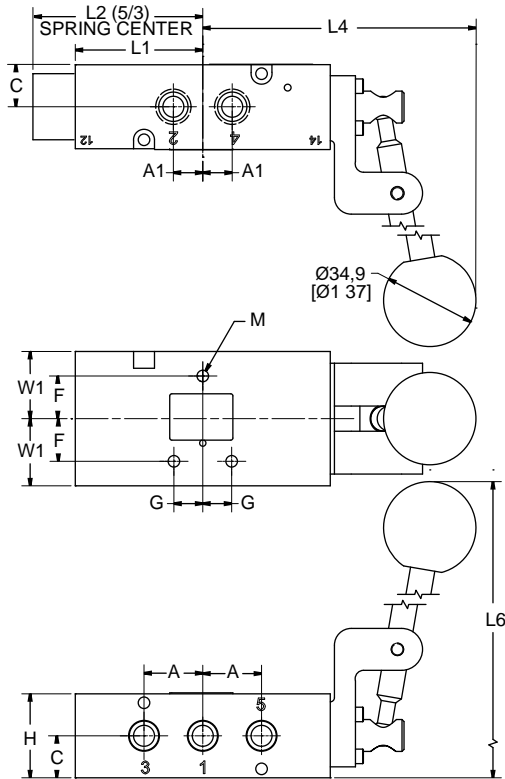 L2 (5/3)
SPRING CENTER
L4
L1
C
12
2
4
14
A1
A1
Ø34,9
[Ø1 37]
M
W1
F
W1
F
G
G
L6
A
A
5
H
C
3
1